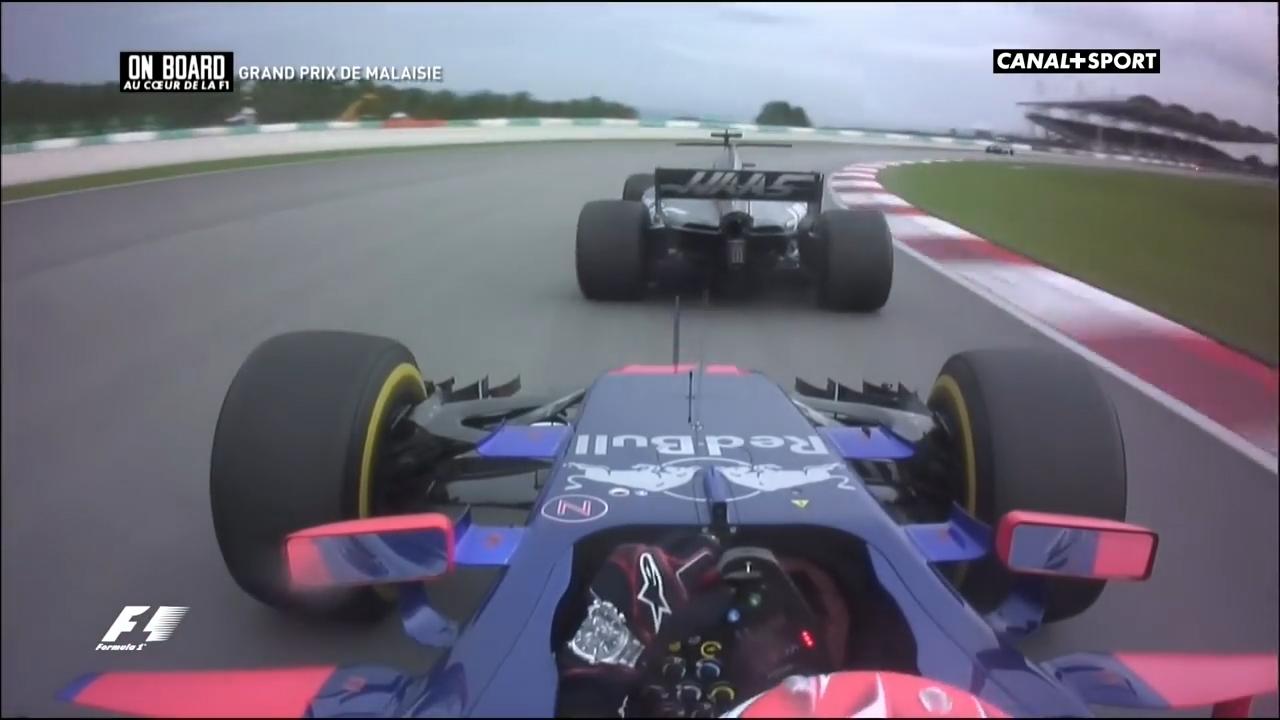 ON BOARD
AU CŒUR DE LA F1
GRAND PRIX DE MALAISIE
CANAL+SPORT
HAAS
Red Bull
F1
Formula 1